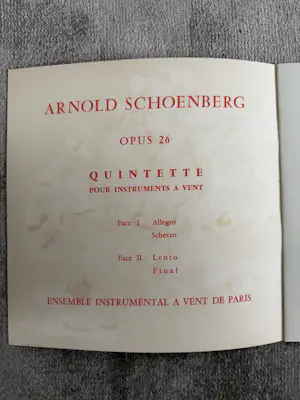 ARNOLD SCHOENBERG
OPUS 26
QUINTETTE
POUR INSTRUMENTS A VENT
Face I : Allegro
Scherzo
Face II : Lento
Final
ENSEMBLE INSTRUMENTAL A VENT DE PARIS